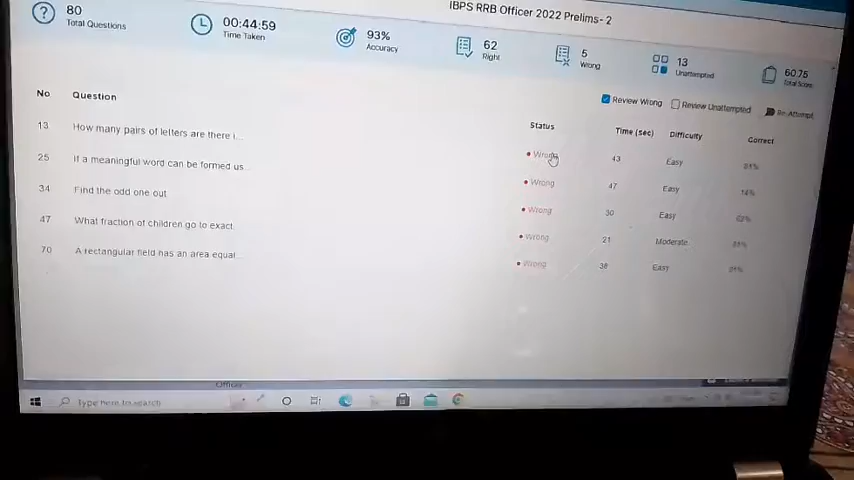 IBPS RRB Officer 2022 Prelims- 2
80 Total Questions
00:44:59 Time Taken
93% Accuracy
62 Right
5 Wrong
13 Unattempted
60.75 Total Score
Review Wrong Review Unattempted Re-Attempt
No Question Status Time (sec) Difficulty Correct
13 How many pairs of letters are there i... Wrong 43 Easy
25 If a meaningful word can be formed us... Wrong 47 Easy
34 Find the odd one out Wrong 30 Easy
47 What fraction of children go to exact. Wrong 21 Moderate
70 A rectangular field has an area equal... Wrong 38 Easy
Officer
Type here to search